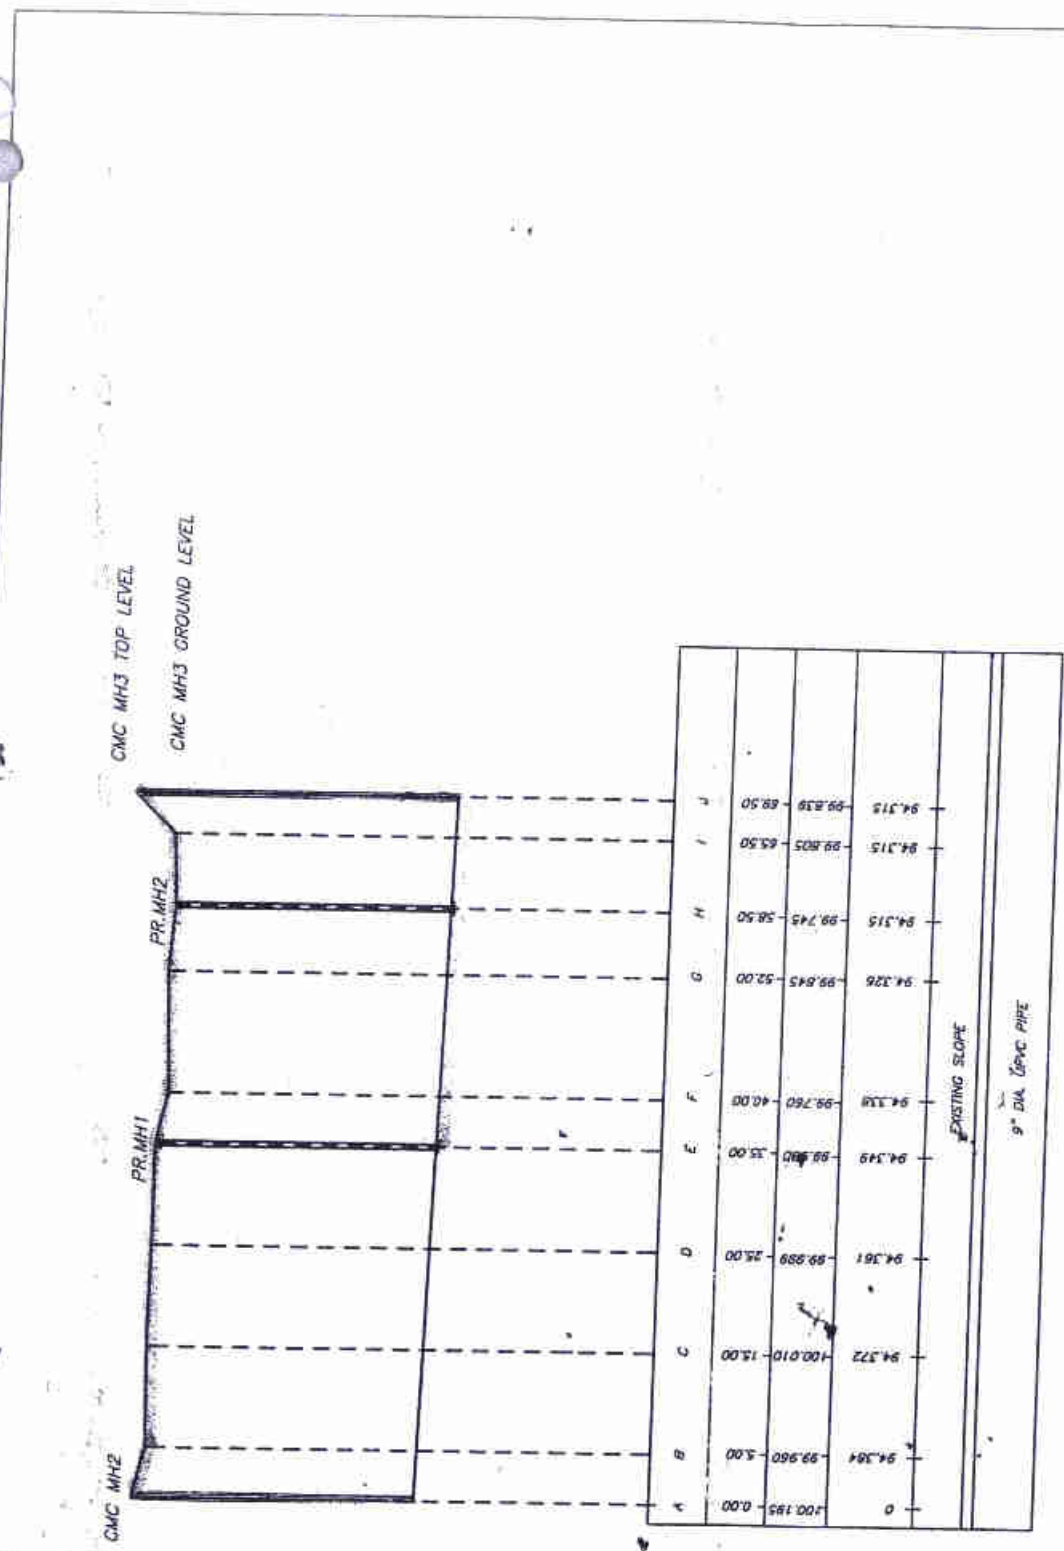 CMC MH2
PR.MH1
PR.MH2
CMC MH3 TOP LEVEL
CMC MH3 GROUND LEVEL
A B C D E F G H I J
0.00 5.00 15.00 25.00 35.00 40.00 52.00 58.50 65.50 69.50
100.195 99.960 100.010 99.999 99.760 99.845 99.745 99.805 99.839
0 94.384 94.372 94.361 94.349 94.338 94.326 94.315 94.315 94.315
EXISTING SLOPE
9" DIA. UPVC PIPE